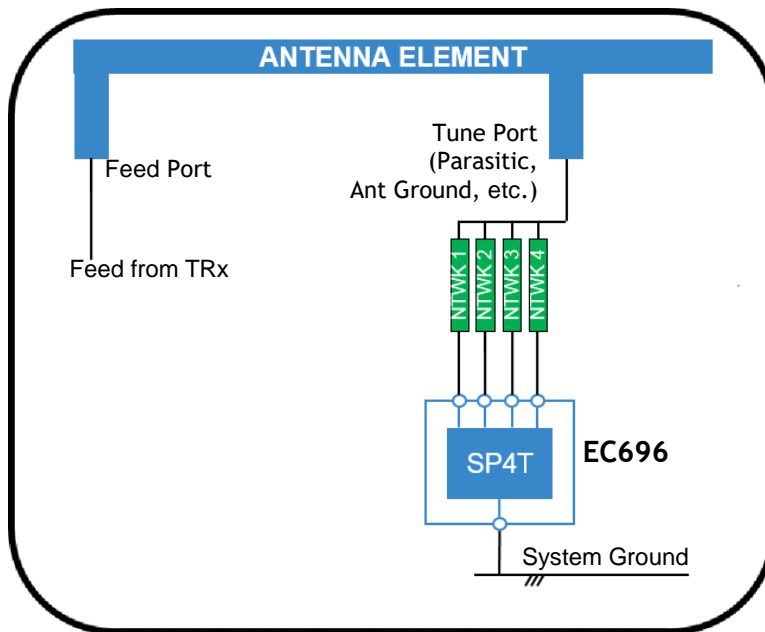 ANTENNA ELEMENT
Feed Port
Tune Port
(Parasitic,
Ant Ground, etc.)
Feed from TRx
NTWK 1
NTWK 2
NTWK 3
NTWK 4
SP4T
EC696
System Ground